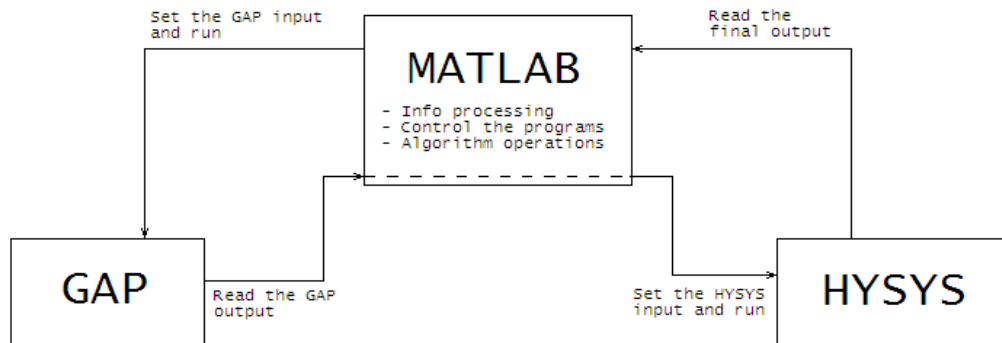 Set the GAP input
and run
Read the
final output
MATLAB
- Info processing
- Control the programs
- Algorithm operations
GAP
Read the GAP
output
Set the HYSYS
input and run
HYSYS